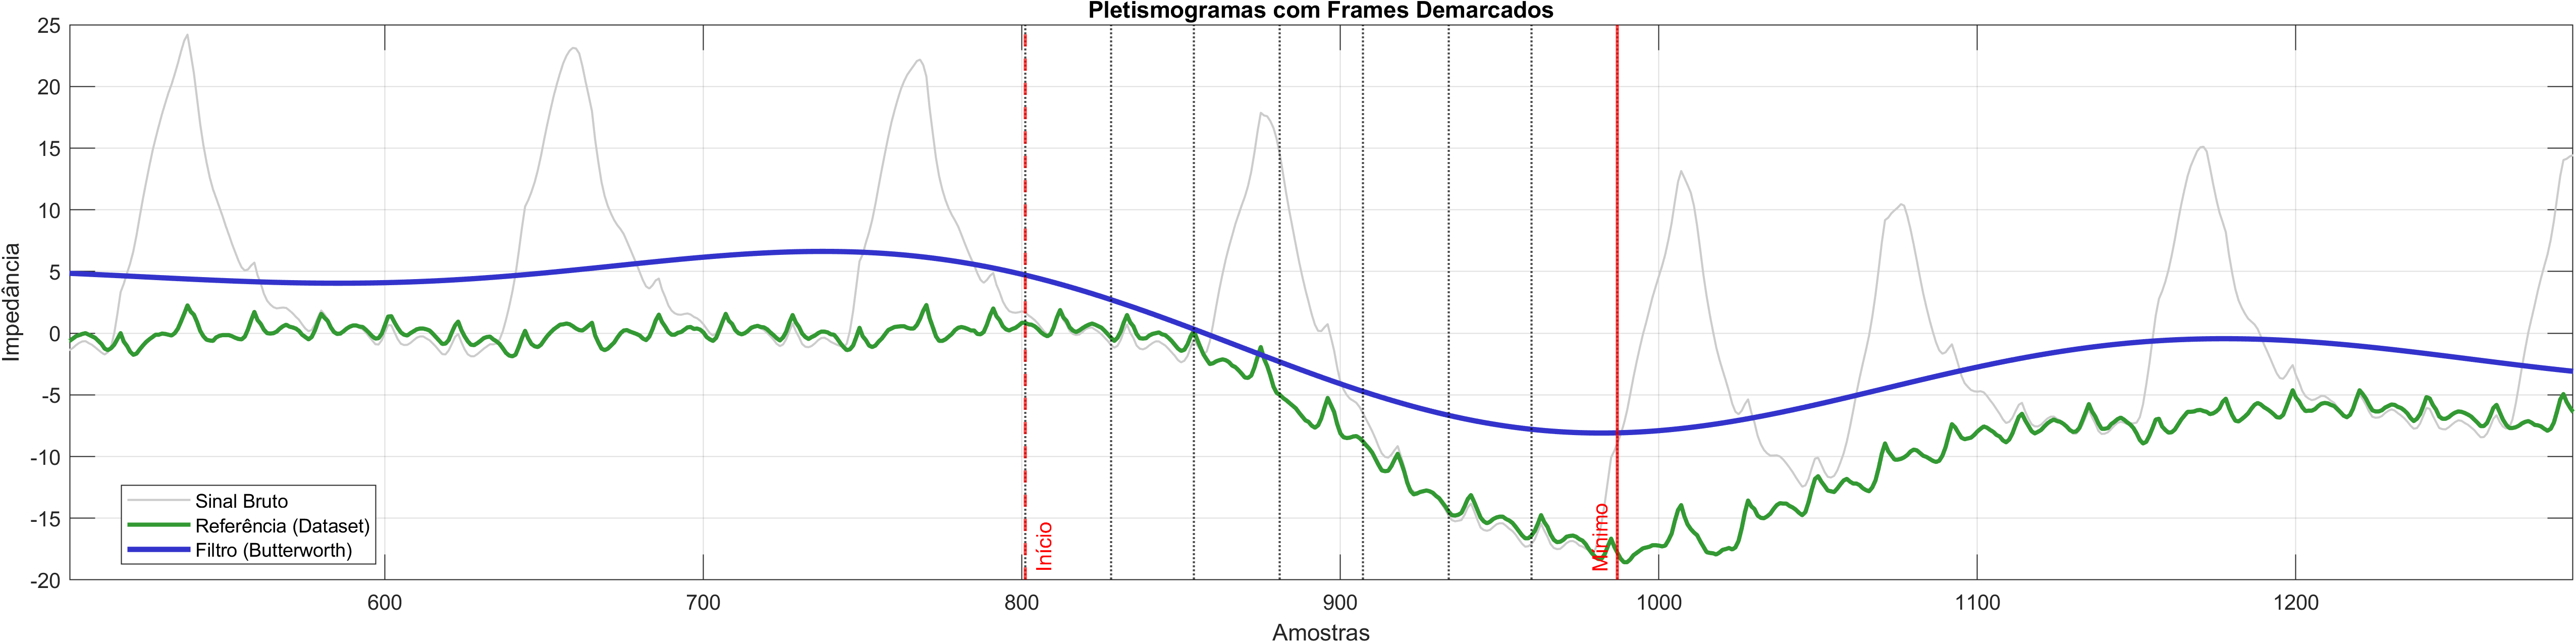 Pletismogramas com Frames Demarcados
25
20
15
10
5
0
-5
-10
-15
-20
Impedância
Sinal Bruto
Referência (Dataset)
Filtro (Butterworth)
Início
Mínimo
600
700
800
900
1000
1100
1200
Amostras